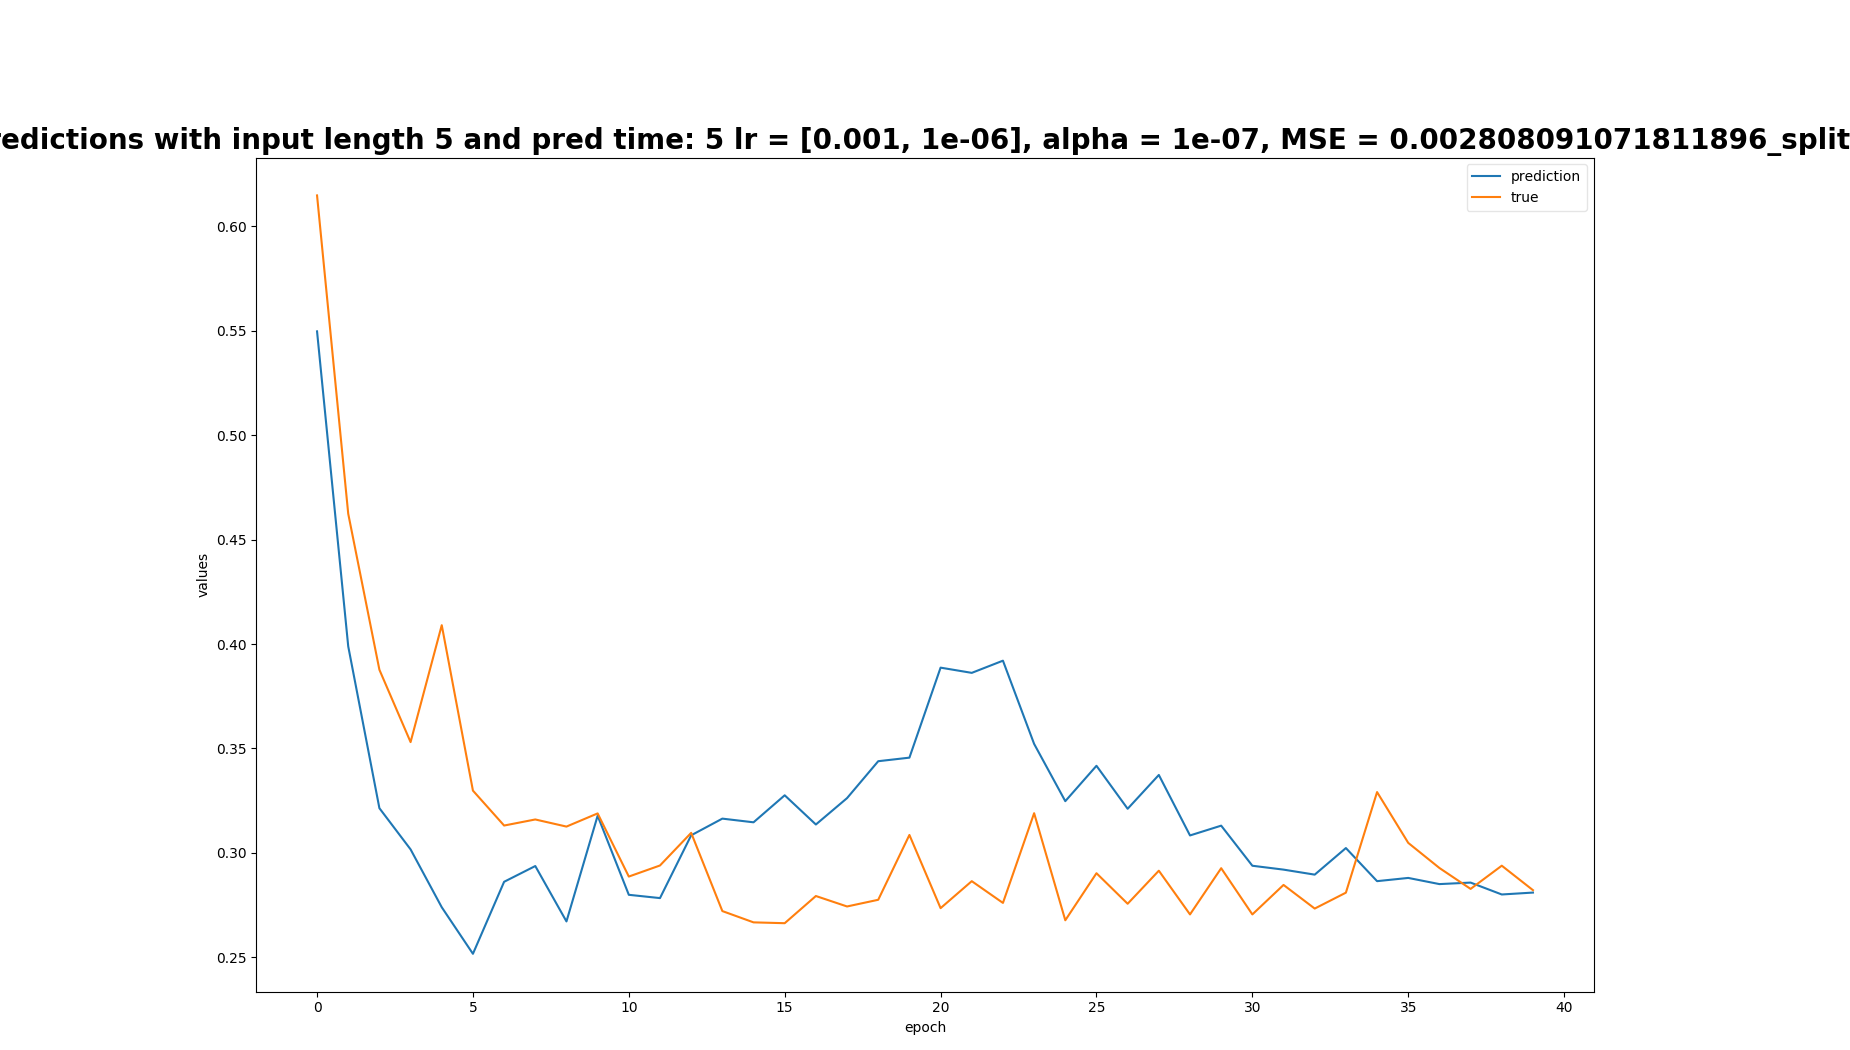 redictions with input length 5 and pred time: 5 lr = [0.001, 1e-06], alpha = 1e-07, MSE = 0.002808091071811896_split
prediction
true
0.60
0.55
0.50
0.45
0.40
0.35
0.30
0.25
values
0 5 10 15 20 25 30 35 40
epoch